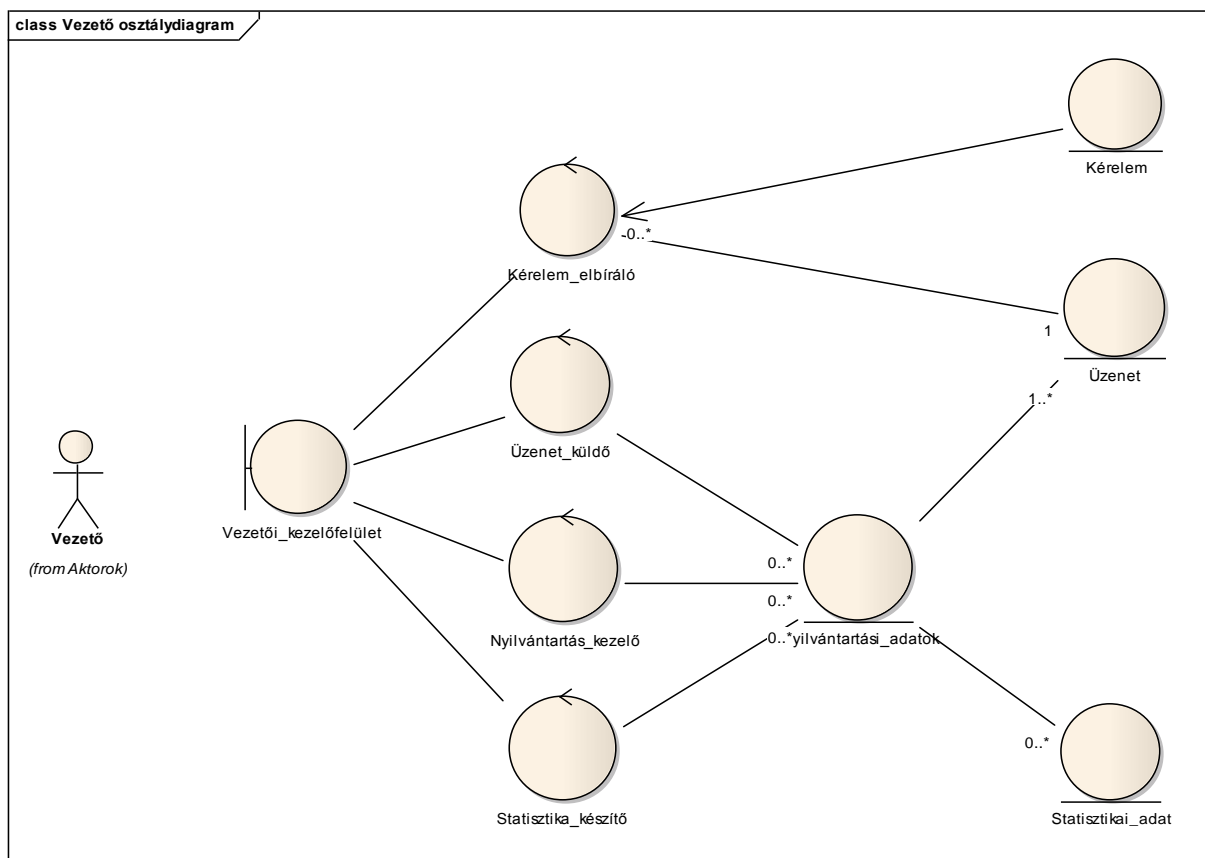 class Vezető osztálydiagram
Kérelem
-0..*
Kérelem_elbíráló
1
Üzenet
1..*
Üzenet_küldő
Vezető
(from Aktorok)
Vezetői_kezelőfelület
0..*
0..*
0..*
yilvántartási_adatok
Nyilvántartás_kezelő
0..*
Statisztika_készítő
Statisztikai_adat